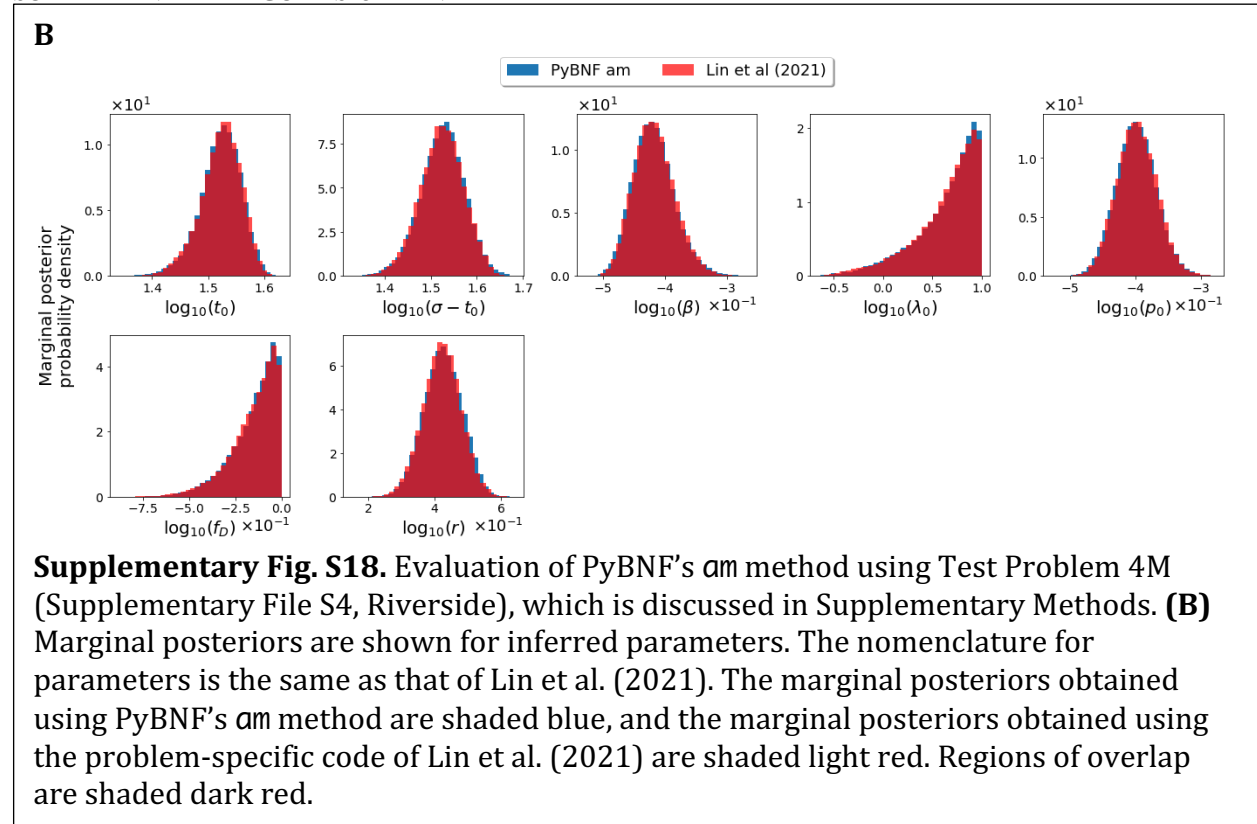 B
PyBNF am
Lin et al (2021)
Marginal posterior
probability density
×10¹
1.0
0.5
0.0
1.4
1.5
1.6
log₁₀(t₀)
7.5
5.0
2.5
0.0
1.4
1.5
1.6
1.7
log₁₀(σ − t₀)
×10¹
1.0
0.5
0.0
−5
−4
−3
log₁₀(β) ×10⁻¹
2
1
0
−0.5
0.0
0.5
1.0
log₁₀(λ₀)
×10¹
1.0
0.5
0.0
−5
−4
−3
log₁₀(p₀) ×10⁻¹
4
2
0
−7.5
−5.0
−2.5
0.0
log₁₀(f_D) ×10⁻¹
6
4
2
0
2
4
6
log₁₀(r) ×10⁻¹
Supplementary Fig. S18. Evaluation of PyBNF's am method using Test Problem 4M
(Supplementary File S4, Riverside), which is discussed in Supplementary Methods. (B)
Marginal posteriors are shown for inferred parameters. The nomenclature for
parameters is the same as that of Lin et al. (2021). The marginal posteriors obtained
using PyBNF's am method are shaded blue, and the marginal posteriors obtained using
the problem-specific code of Lin et al. (2021) are shaded light red. Regions of overlap
are shaded dark red.